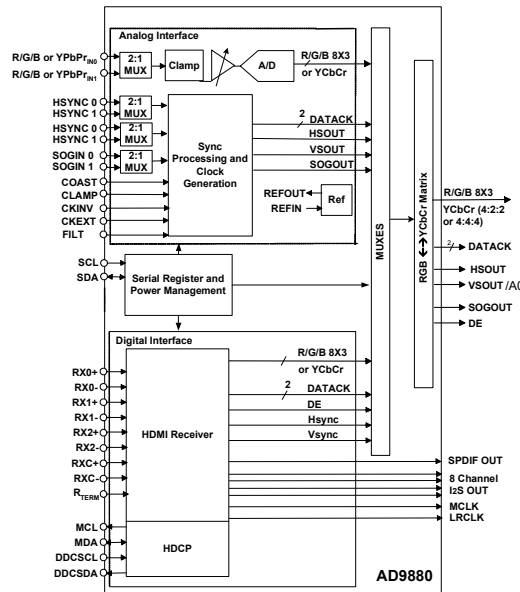 Analog Interface
R/G/B or YPbPrIN0
R/G/B or YPbPrIN1
2:1
MUX
Clamp
A/D
R/G/B 8X3
or YCbCr
HSYNC 0
HSYNC 1
2:1
MUX
HSYNC 0
HSYNC 1
2:1
MUX
SOGIN 0
SOGIN 1
2:1
MUX
COAST
CLAMP
CKINV
CKEXT
FILT
Sync
Processing and
Clock
Generation
2
DATACK
HSOUT
VSOUT
SOGOUT
REFOUT
REFIN
Ref
SCL
SDA
Serial Register and
Power Management
MUXES
RGB ↔ YCbCr Matrix
R/G/B 8X3
YCbCr (4:2:2
or 4:4:4)
2
DATACK
HSOUT
VSOUT /A0
SOGOUT
DE
Digital Interface
RX0+
RX0-
RX1+
RX1-
RX2+
RX2-
RXC+
RXC-
RTERM
HDMI Receiver
R/G/B 8X3
or YCbCr
2
DATACK
DE
Hsync
Vsync
SPDIF OUT
8 Channel
I2S OUT
MCLK
LRCLK
MCL
MDA
DDCSCL
DDCSDA
HDCP
AD9880